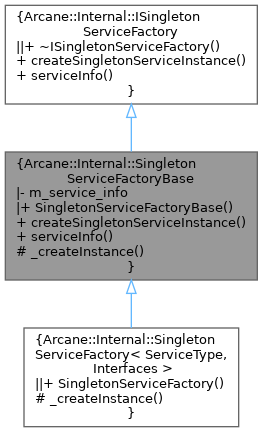 {Arcane::Internal::ISingleton
ServiceFactory
||+ ~ISingletonServiceFactory()
+ createSingletonServiceInstance()
+ serviceInfo()
}
{Arcane::Internal::Singleton
ServiceFactoryBase
|- m_service_info
|+ SingletonServiceFactoryBase()
+ createSingletonServiceInstance()
+ serviceInfo()
# _createInstance()
}
{Arcane::Internal::Singleton
ServiceFactory< ServiceType,
Interfaces >
||+ SingletonServiceFactory()
# _createInstance()
}